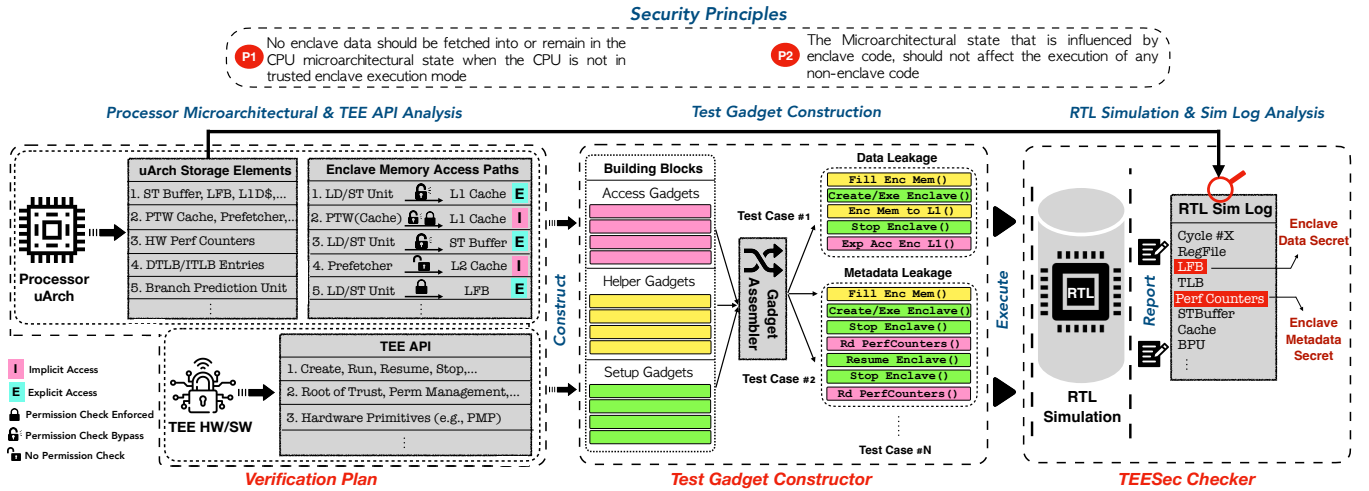 Security Principles
P1
No enclave data should be fetched into or remain in the
CPU microarchitectural state when the CPU is not in
trusted enclave execution mode
P2
The Microarchitectural state that is influenced by
enclave code, should not affect the execution of any
non-enclave code
Processor Microarchitectural & TEE API Analysis
Test Gadget Construction
RTL Simulation & Sim Log Analysis
Processor
uArch
uArch Storage Elements
1. ST Buffer, LFB, L1D$,...
2. PTW Cache, Prefetcher,...
3. HW Perf Counters
4. DTLB/ITLB Entries
5. Branch Prediction Unit
⋮
Enclave Memory Access Paths
1. LD/ST Unit L1 Cache E
2. PTW(Cache) L1 Cache I
3. LD/ST Unit ST Buffer E
4. Prefetcher L2 Cache I
5. LD/ST Unit LFB E
⋮
I Implicit Access
E Explicit Access
Permission Check Enforced
Permission Check Bypass
No Permission Check
TEE HW/SW
TEE API
1. Create, Run, Resume, Stop,...
2. Root of Trust, Perm Management,...
3. Hardware Primitives (e.g., PMP)
⋮
Verification Plan
Construct
Building Blocks
Access Gadgets
Helper Gadgets
Setup Gadgets
Gadget
Assembler
Test Case #1
Test Case #2
Data Leakage
Fill Enc Mem()
Create/Exe Enclave()
Enc Mem to L1()
Stop Enclave()
Exp Acc Enc L1()
Metadata Leakage
Fill Enc Mem()
Create/Exe Enclave()
Stop Enclave()
Rd PerfCounters()
Resume Enclave()
Stop Enclave()
Rd PerfCounters()
⋮
Test Case #N
Test Gadget Constructor
Execute
RTL
RTL
Simulation
Report
RTL Sim Log
Cycle #X
RegFile
LFB
TLB
Perf Counters
STBuffer
Cache
BPU
⋮
Enclave
Data Secret
Enclave
Metadata
Secret
TEESec Checker